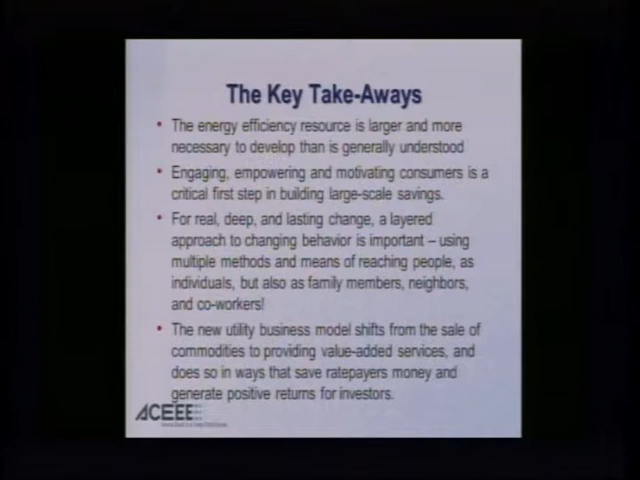 The Key Take-Aways
• The energy efficiency resource is larger and more
necessary to develop than is generally understood
• Engaging, empowering and motivating consumers is a
critical first step in building large-scale savings.
• For real, deep, and lasting change, a layered
approach to changing behavior is important – using
multiple methods and means of reaching people, as
individuals, but also as family members, neighbors,
and co-workers!
• The new utility business model shifts from the sale of
commodities to providing value-added services, and
does so in ways that save ratepayers money and
generate positive returns for investors.
ACEEE